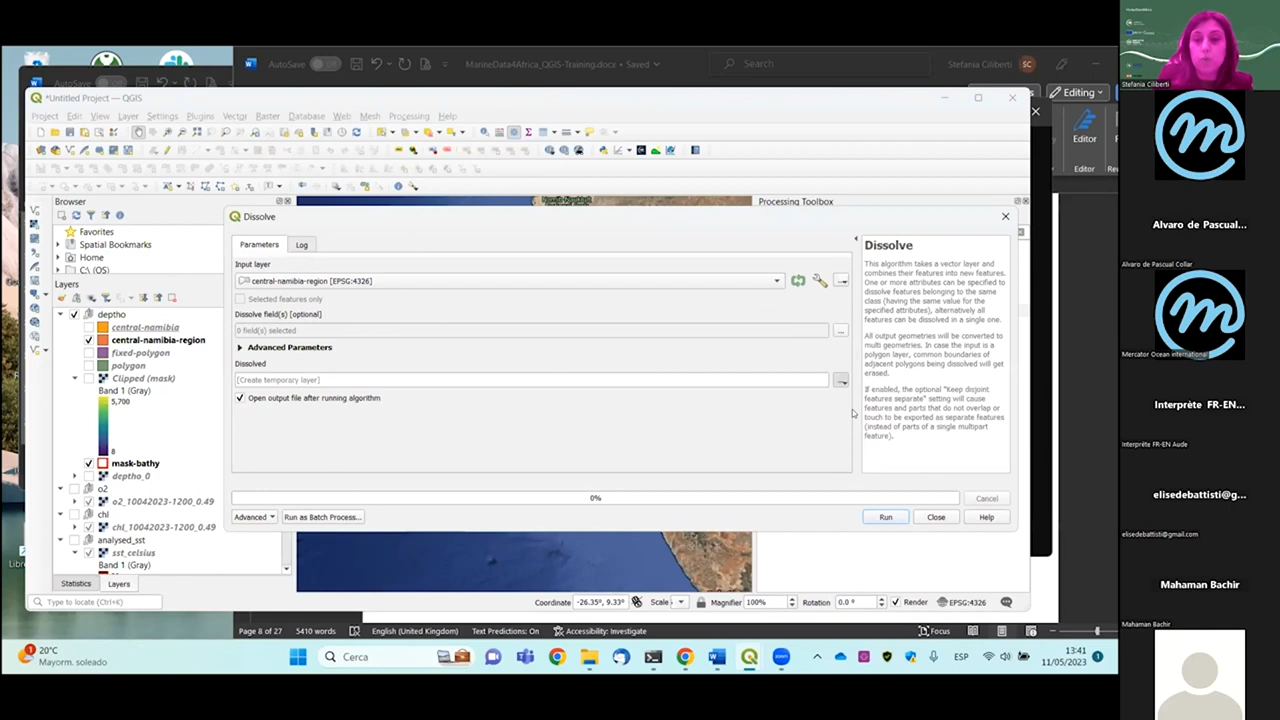 AutoSave
Off
MarineData4Africa_QGIS-Training.docx • Saved
Search
Stefania Ciliberti
SC
Editing
Editor
Editor
*Untitled Project — QGIS
Project Edit View Layer Settings Plugins Vector Raster Database Web Mesh Processing Help
Browser
Favorites
Spatial Bookmarks
Home
C:\ (OS)
Layers
deptho
central-namibia
central-namibia-region
fixed-polygon
polygon
Clipped (mask)
Band 1 (Gray)
5,700
8
mask-bathy
deptho_0
o2
o2_10042023-1200_0.49
chl
chl_10042023-1200_0.49
analysed_sst
sst_celsius
Band 1 (Gray)
Statistics
Layers
Type to locate (Ctrl+K)
Processing Toolbox
Dissolve
Parameters
Log
Input layer
central-namibia-region [EPSG:4326]
Selected features only
Dissolve field(s) [optional]
0 field(s) selected
...
Advanced Parameters
Dissolved
[Create temporary layer]
Open output file after running algorithm
Dissolve
This algorithm takes a vector layer and
combines their features into new features.
One or more attributes can be specified to
dissolve features belonging to the same
class (having the same value for the
specified attributes), alternatively all
features can be dissolved in a single one.
All output geometries will be converted to
multi geometries. In case the input is a
polygon layer, common boundaries of
adjacent polygons being dissolved will get
erased.
If enabled, the optional "Keep disjoint
features separate" setting will cause
features and parts that do not overlap or
touch to be exported as separate features
(instead of parts of a single multipart
feature).
0%
Cancel
Advanced
Run as Batch Process...
Run
Close
Help
Coordinate
-26.35°, 9.33°
Scale
Magnifier
100%
Rotation
0.0 °
Render
EPSG:4326
Page 8 of 27
5410 words
English (United Kingdom)
Text Predictions: On
Accessibility: Investigate
Focus
1
20°C
Mayorm. soleado
Cerca
ESP
13:41
11/05/2023
1
Stefania Ciliberti
Alvaro de Pascual...
Alvaro de Pascual Collar
Mercator Ocean international
Interprète FR-EN...
Interprète FR-EN Aude
elisedebattisti@g...
elisedebattisti@gmail.com
Mahaman Bachir
Mahaman Bachir